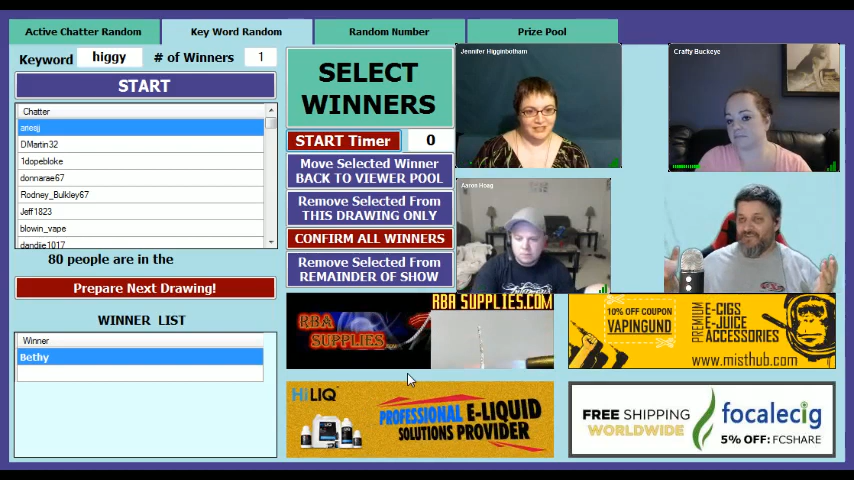 Active Chatter Random
Key Word Random
Random Number
Prize Pool
Keyword
higgy
# of Winners
1
START
Chatter
ariesjj
DMartin32
1dopebloke
donnarae67
Rodney_Bulkley67
Jeff1823
blowin_vape
dandjie1017
80 people are in the
Prepare Next Drawing!
WINNER LIST
Winner
Bethy
SELECT
WINNERS
START Timer
0
Move Selected Winner
BACK TO VIEWER POOL
Remove Selected From
THIS DRAWING ONLY
CONFIRM ALL WINNERS
Remove Selected From
REMAINDER OF SHOW
Jennifer Higginbotham
Crafty Buckeye
Aaron Hoag
RBA
SUPPLIES
RBA SUPPLIES.COM
10% OFF COUPON
VAPINGUND
PREMIUM
E-CIGS
E-JUICE
ACCESSORIES
www.misthub.com
HiLIQ
PROFESSIONAL E-LIQUID
SOLUTIONS PROVIDER
FREE SHIPPING
WORLDWIDE
focalecig
5% OFF: FCSHARE